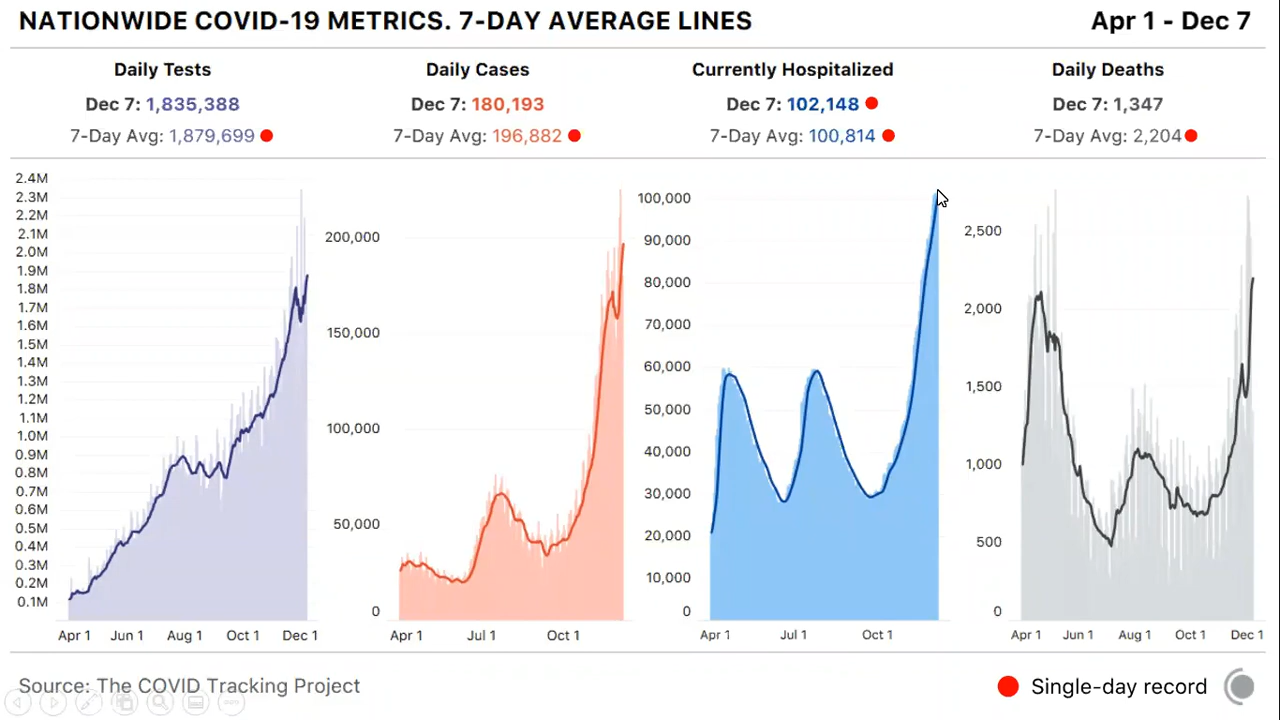 NATIONWIDE COVID-19 METRICS. 7-DAY AVERAGE LINES
Apr 1 - Dec 7
Daily Tests
Dec 7: 1,835,388
7-Day Avg: 1,879,699
Daily Cases
Dec 7: 180,193
7-Day Avg: 196,882
Currently Hospitalized
Dec 7: 102,148
7-Day Avg: 100,814
Daily Deaths
Dec 7: 1,347
7-Day Avg: 2,204
2.4M
2.3M
2.2M
2.1M
2.0M
1.9M
1.8M
1.7M
1.6M
1.5M
1.4M
1.3M
1.2M
1.1M
1.0M
0.9M
0.8M
0.7M
0.6M
0.5M
0.4M
0.3M
0.2M
0.1M
Apr 1 Jun 1 Aug 1 Oct 1 Dec 1
200,000
150,000
100,000
50,000
0
Apr 1 Jul 1 Oct 1
100,000
90,000
80,000
70,000
60,000
50,000
40,000
30,000
20,000
10,000
0
Apr 1 Jul 1 Oct 1
2,500
2,000
1,500
1,000
500
0
Apr 1 Jun 1 Aug 1 Oct 1 Dec 1
Source: The COVID Tracking Project
Single-day record